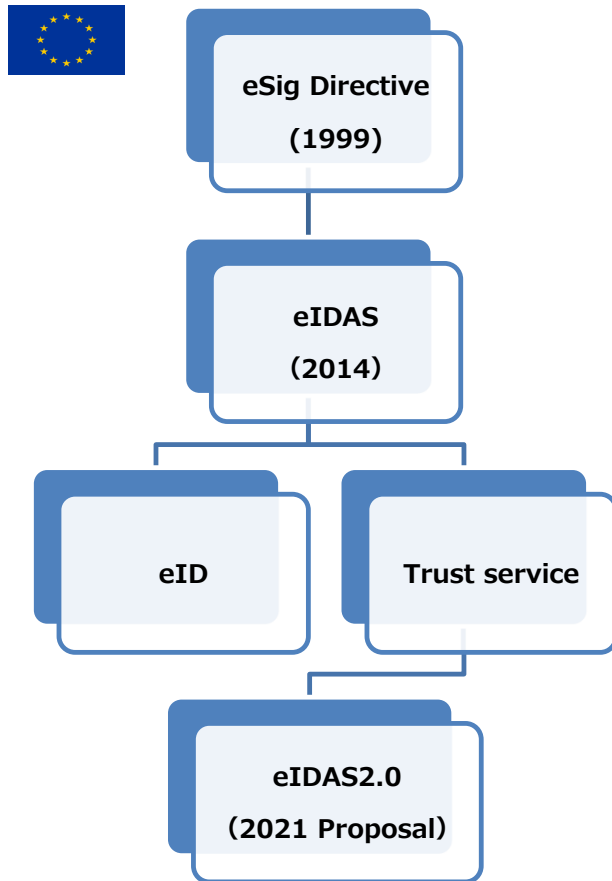 eSig Directive
(1999)
eIDAS
（2014）
eID
Trust service
eIDAS2.0
（2021 Proposal）